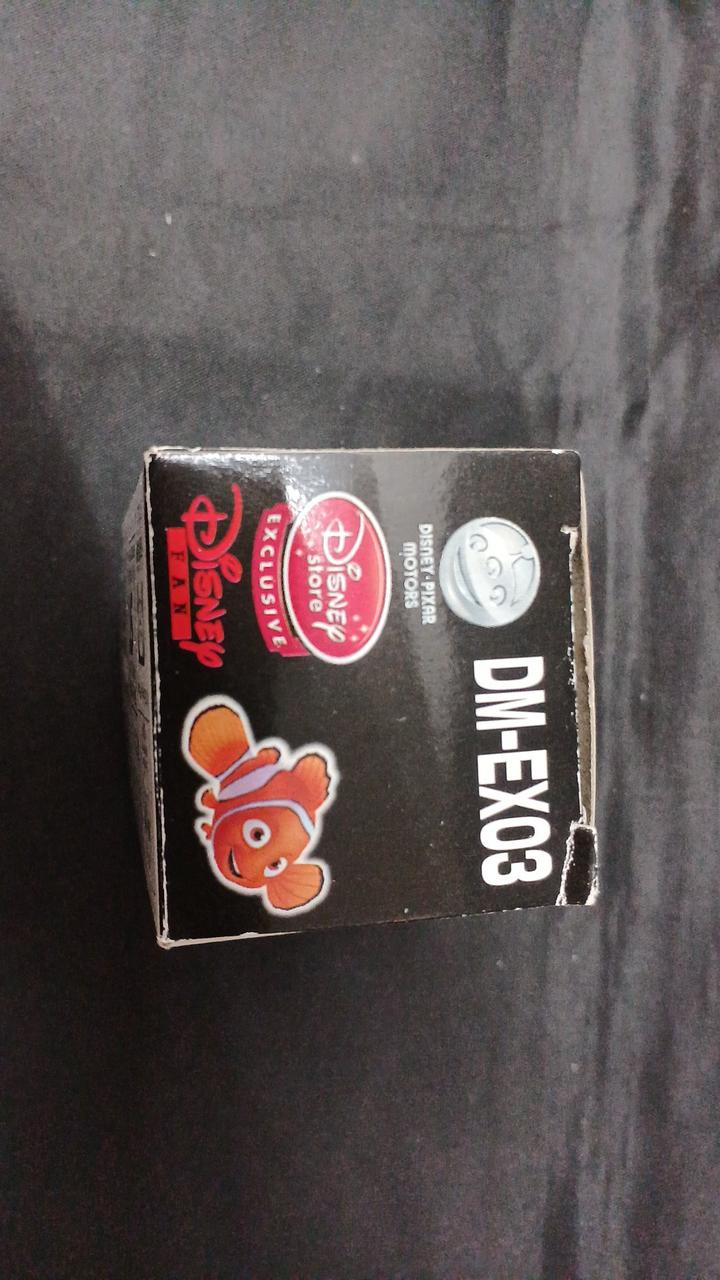 DISNEY·PIXAR
MOTORS
DM-EX03
Disney
Store
EXCLUSIVE
Disney
FAN